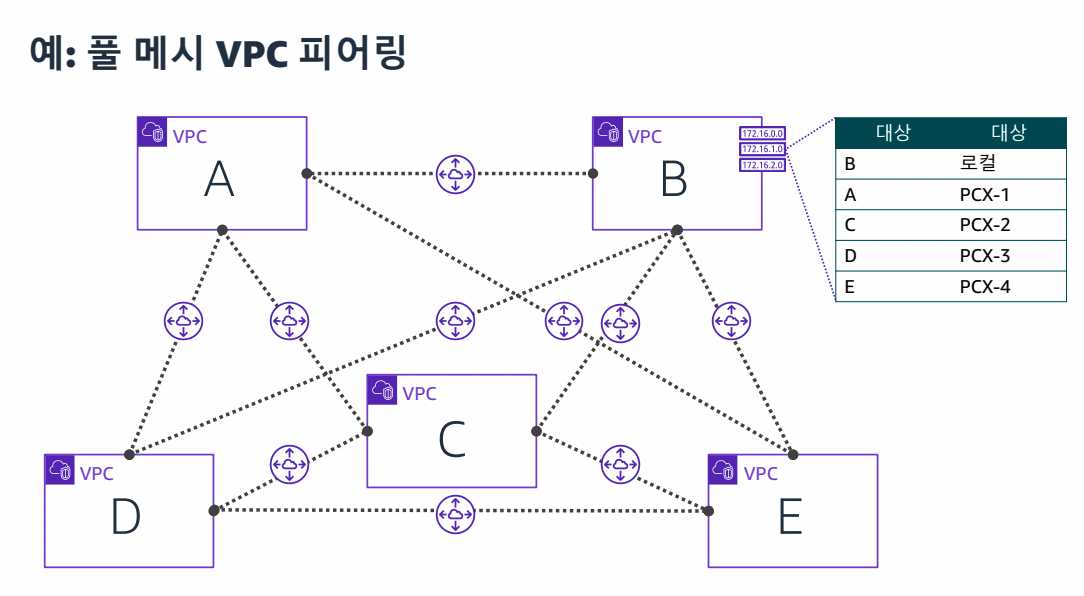 예: 풀 메시 VPC 피어링
VPC
A
VPC
B
172.16.0.0
172.16.1.0
172.16.2.0
대상 대상
B 로컬
A PCX-1
C PCX-2
D PCX-3
E PCX-4
VPC
C
VPC
D
VPC
E